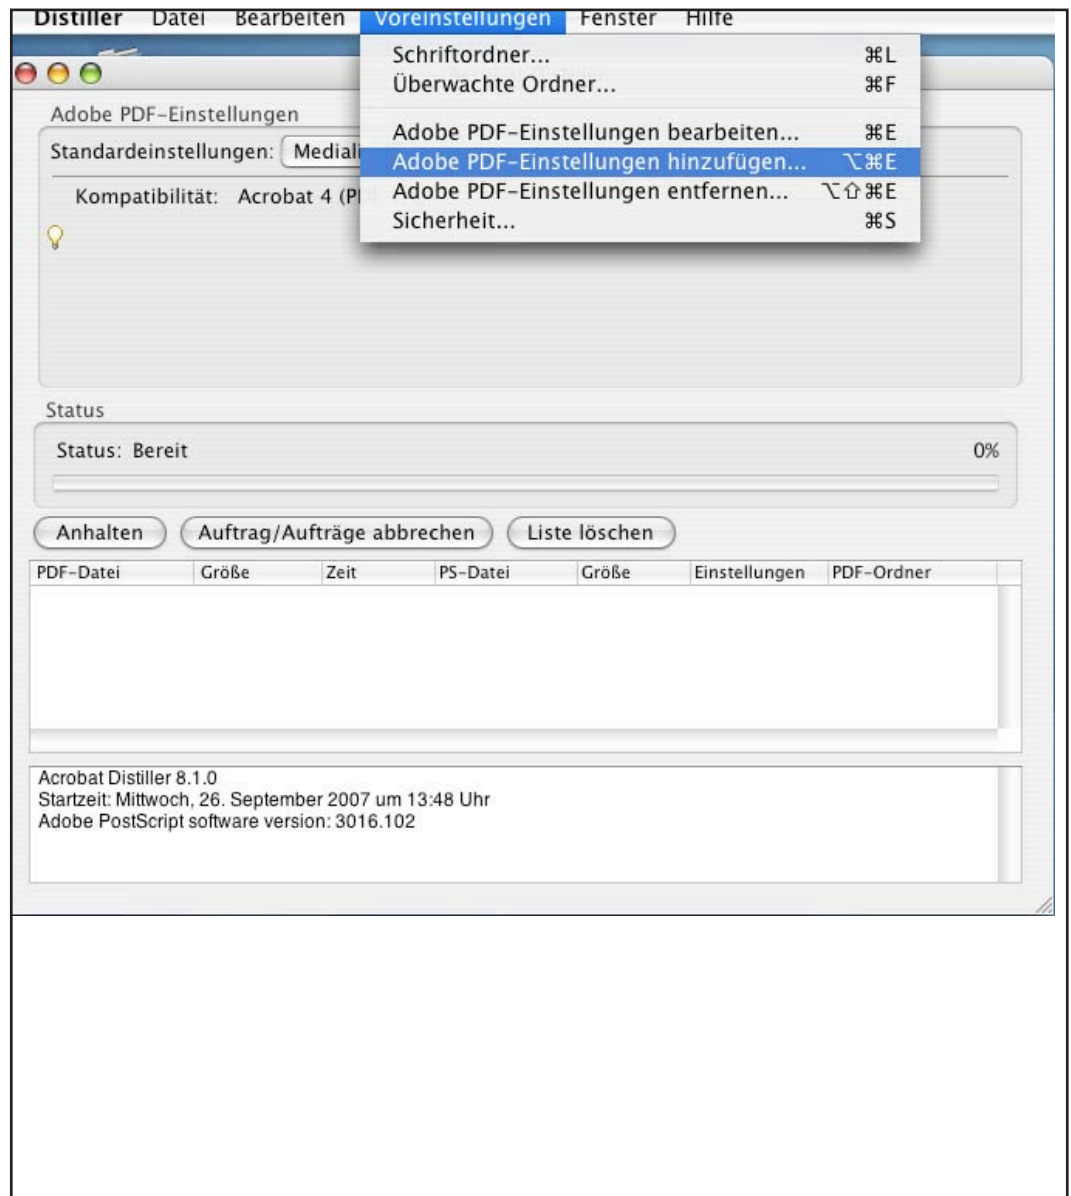 Distiller Datei Bearbeiten Voreinstellungen Fenster Hilfe
Schriftordner... ⌘L
Überwachte Ordner... ⌘F
Adobe PDF-Einstellungen bearbeiten... ⌘E
Adobe PDF-Einstellungen hinzufügen... ⌥⌘E
Adobe PDF-Einstellungen entfernen... ⌥⇧⌘E
Sicherheit... ⌘S
Adobe PDF-Einstellungen
Standardeinstellungen: Mediali
Kompatibilität: Acrobat 4 (P
Status
Status: Bereit 0%
Anhalten Auftrag/Aufträge abbrechen Liste löschen
PDF-Datei Größe Zeit PS-Datei Größe Einstellungen PDF-Ordner
Acrobat Distiller 8.1.0
Startzeit: Mittwoch, 26. September 2007 um 13:48 Uhr
Adobe PostScript software version: 3016.102